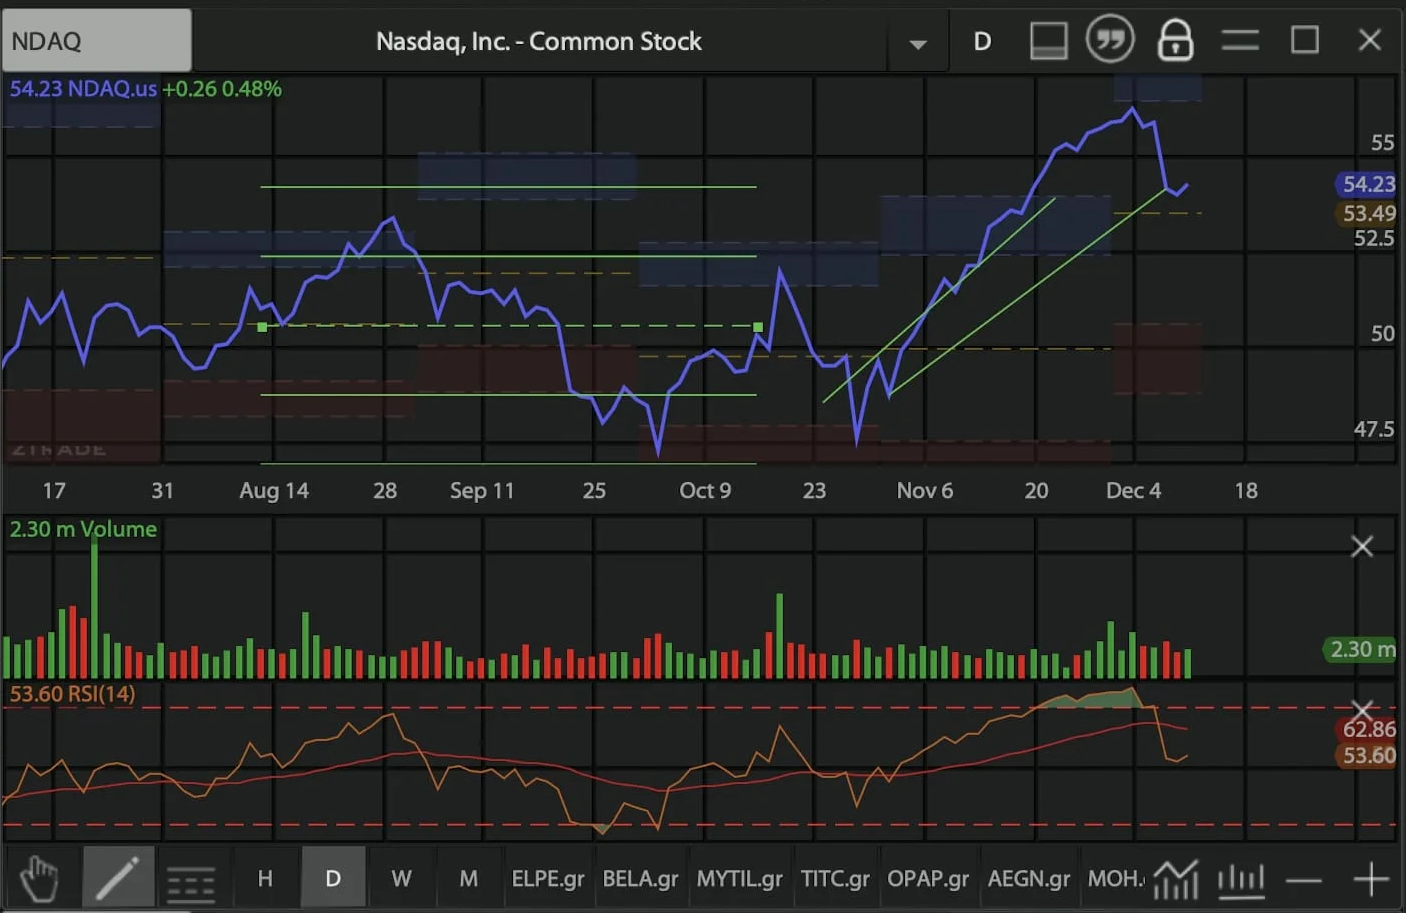 NDAQ
Nasdaq, Inc. - Common Stock
D
54.23 NDAQ.us +0.26 0.48%
55
54.23
53.49
52.5
50
47.5
ZTRADE
17 31 Aug 14 28 Sep 11 25 Oct 9 23 Nov 6 20 Dec 4 18
2.30 m Volume
2.30 m
53.60 RSI(14)
62.86
53.60
H D W M ELPE.gr BELA.gr MYTIL.gr TITC.gr OPAP.gr AEGN.gr MOH.